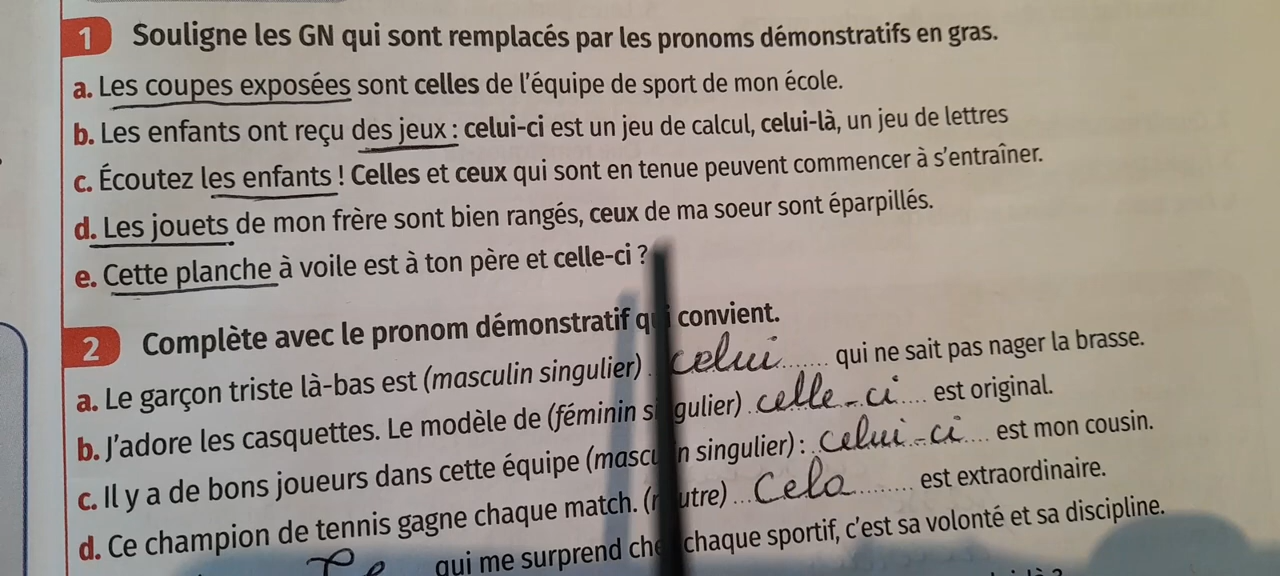 1 Souligne les GN qui sont remplacés par les pronoms démonstratifs en gras.
a. Les coupes exposées sont celles de l'équipe de sport de mon école.
b. Les enfants ont reçu des jeux : celui-ci est un jeu de calcul, celui-là, un jeu de lettres
c. Écoutez les enfants ! Celles et ceux qui sont en tenue peuvent commencer à s'entraîner.
d. Les jouets de mon frère sont bien rangés, ceux de ma soeur sont éparpillés.
e. Cette planche à voile est à ton père et celle-ci ?
2 Complète avec le pronom démonstratif qui convient.
a. Le garçon triste là-bas est (masculin singulier) celui qui ne sait pas nager la brasse.
b. J'adore les casquettes. Le modèle de (féminin singulier) celle-ci est original.
c. Il y a de bons joueurs dans cette équipe (masculin singulier) : celui-ci est mon cousin.
d. Ce champion de tennis gagne chaque match. (neutre) Cela est extraordinaire.
Ce qui me surprend chez chaque sportif, c'est sa volonté et sa discipline.